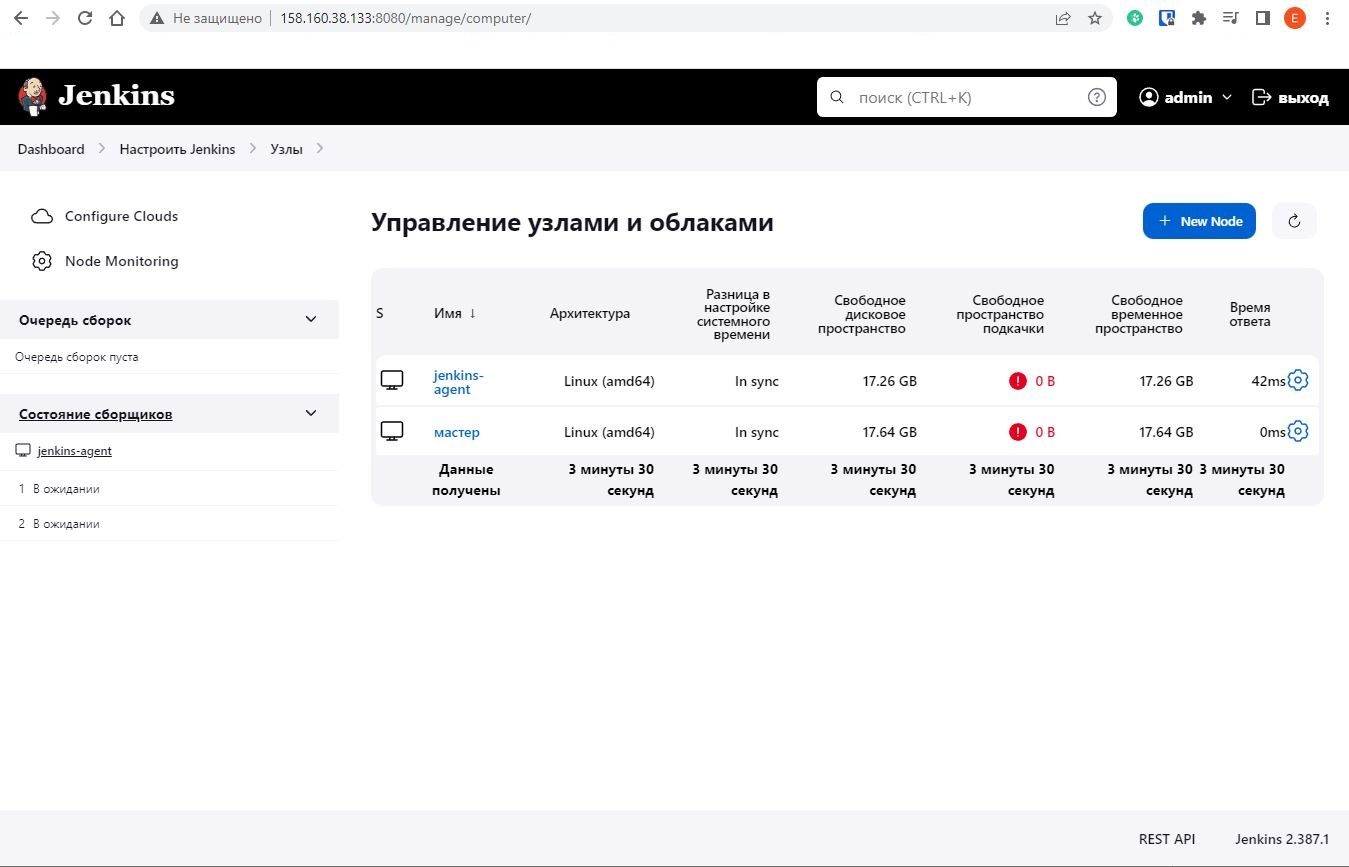 Не защищено
158.160.38.133:8080/manage/computer/
E
Jenkins
поиск (CTRL+K)
?
admin
выход
Dashboard
Настроить Jenkins
Узлы
Configure Clouds
Node Monitoring
Очередь сборок
Очередь сборок пуста
Состояние сборщиков
jenkins-agent
1 В ожидании
2 В ожидании
Управление узлами и облаками
+ New Node
S
Имя ↓
Архитектура
Разница в
настройке
системного
времени
Свободное
дисковое
пространство
Свободное
пространство
подкачки
Свободное
временное
пространство
Время
ответа
jenkins-
agent
Linux (amd64)
In sync
17.26 GB
! 0 B
17.26 GB
42ms
мастер
Linux (amd64)
In sync
17.64 GB
! 0 B
17.64 GB
0ms
Данные
получены
3 минуты 30
секунд
3 минуты 30
секунд
3 минуты 30
секунд
3 минуты 30
секунд
3 минуты 30
секунд
3 минуты 30
секунд
REST API
Jenkins 2.387.1